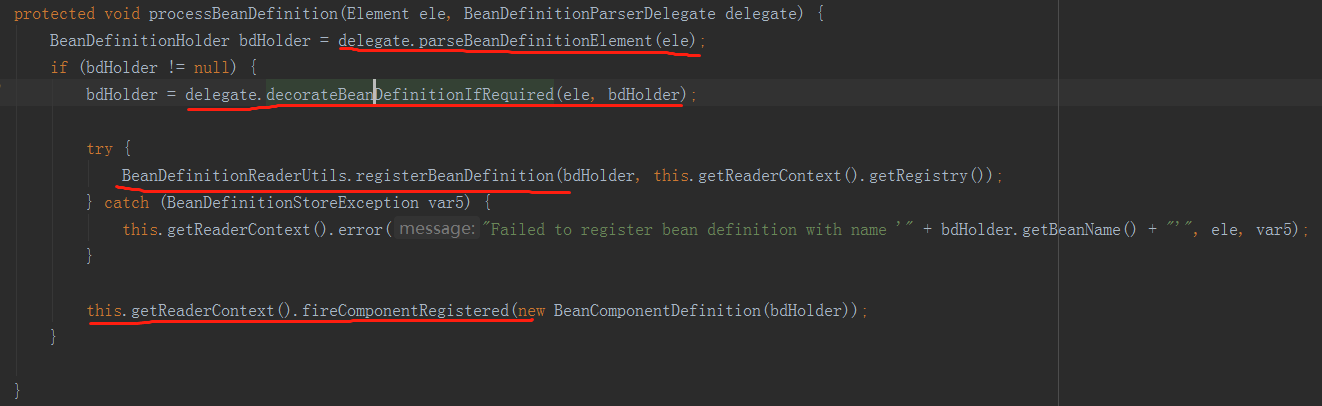 protected void processBeanDefinition(Element ele, BeanDefinitionParserDelegate delegate) {
BeanDefinitionHolder bdHolder = delegate.parseBeanDefinitionElement(ele);
if (bdHolder != null) {
bdHolder = delegate.decorateBeanDefinitionIfRequired(ele, bdHolder);
try {
BeanDefinitionReaderUtils.registerBeanDefinition(bdHolder, this.getReaderContext().getRegistry());
} catch (BeanDefinitionStoreException var5) {
this.getReaderContext().error( message: "Failed to register bean definition with name '" + bdHolder.getBeanName() + "'", ele, var5);
}
this.getReaderContext().fireComponentRegistered(new BeanComponentDefinition(bdHolder));
}
}